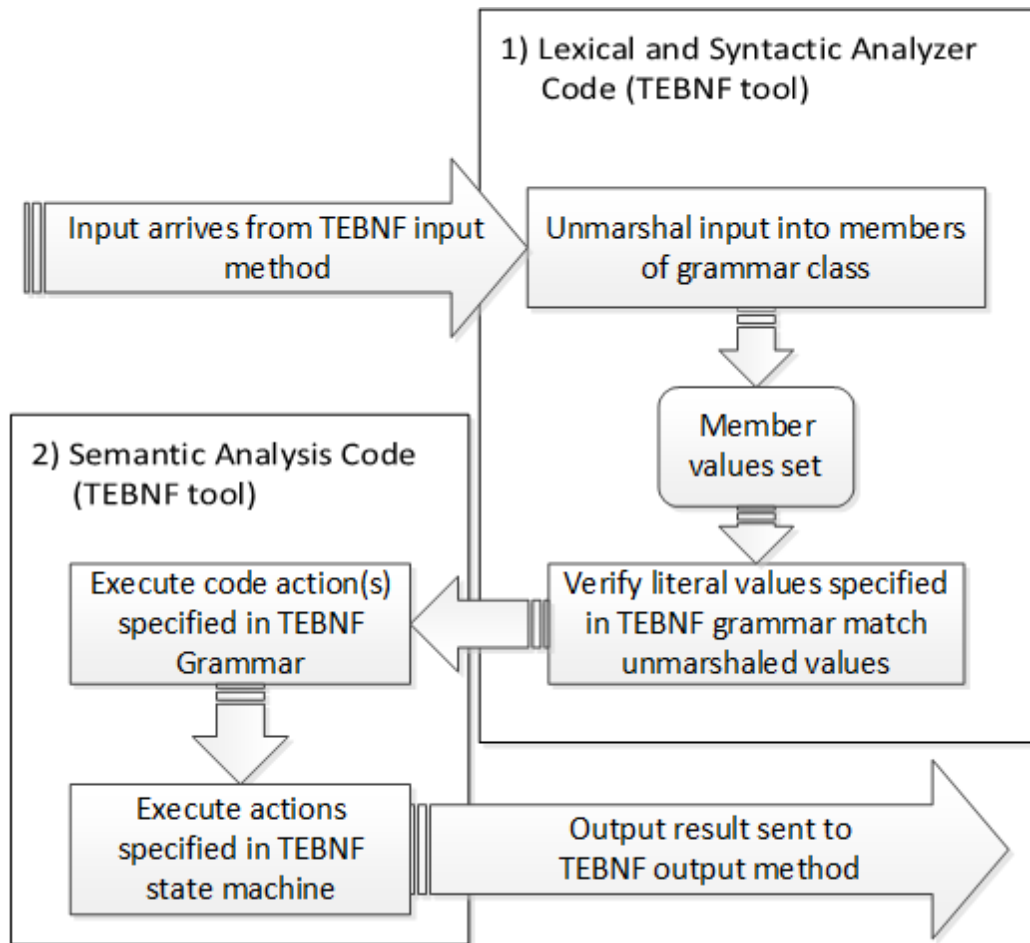 1) Lexical and Syntactic Analyzer
Code (TEBNF tool)
Input arrives from TEBNF input
method
Unmarshal input into members
of grammar class
Member
values set
Verify literal values specified
in TEBNF grammar match
unmarshaled values
2) Semantic Analysis Code
(TEBNF tool)
Execute code action(s)
specified in TEBNF
Grammar
Execute actions
specified in TEBNF
state machine
Output result sent to
TEBNF output method